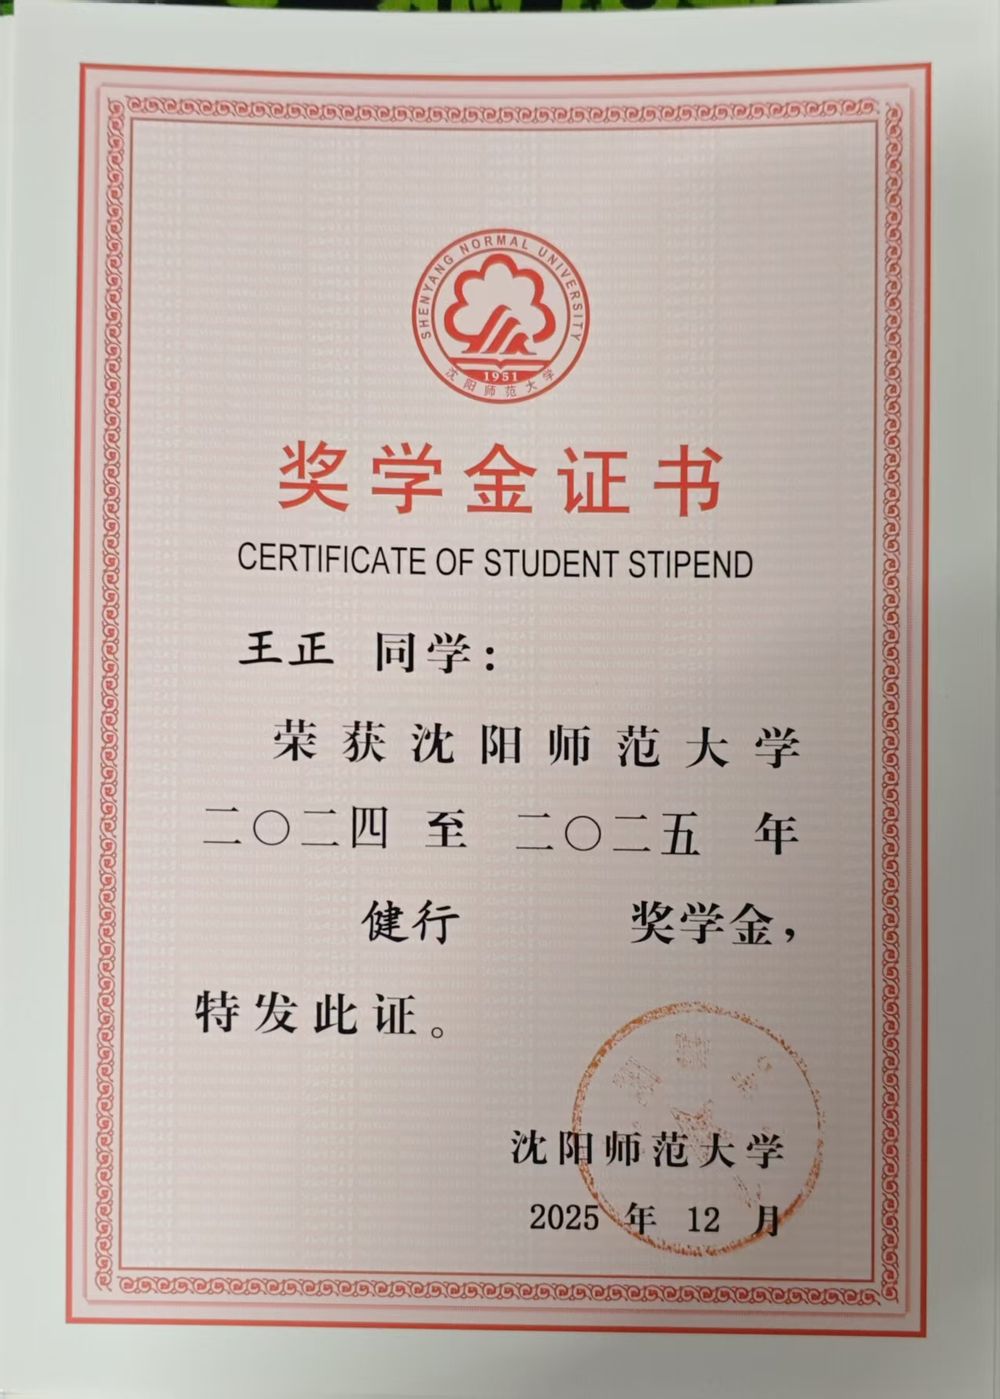 SHENYANG NORMAL UNIVERSITY
1951
沈阳师范大学
奖学金证书
CERTIFICATE OF STUDENT STIPEND
王正 同学：
荣获沈阳师范大学
二〇二四 至 二〇二五 年
健行 奖学金，
特发此证。
沈阳师范大学
2025 年 12 月